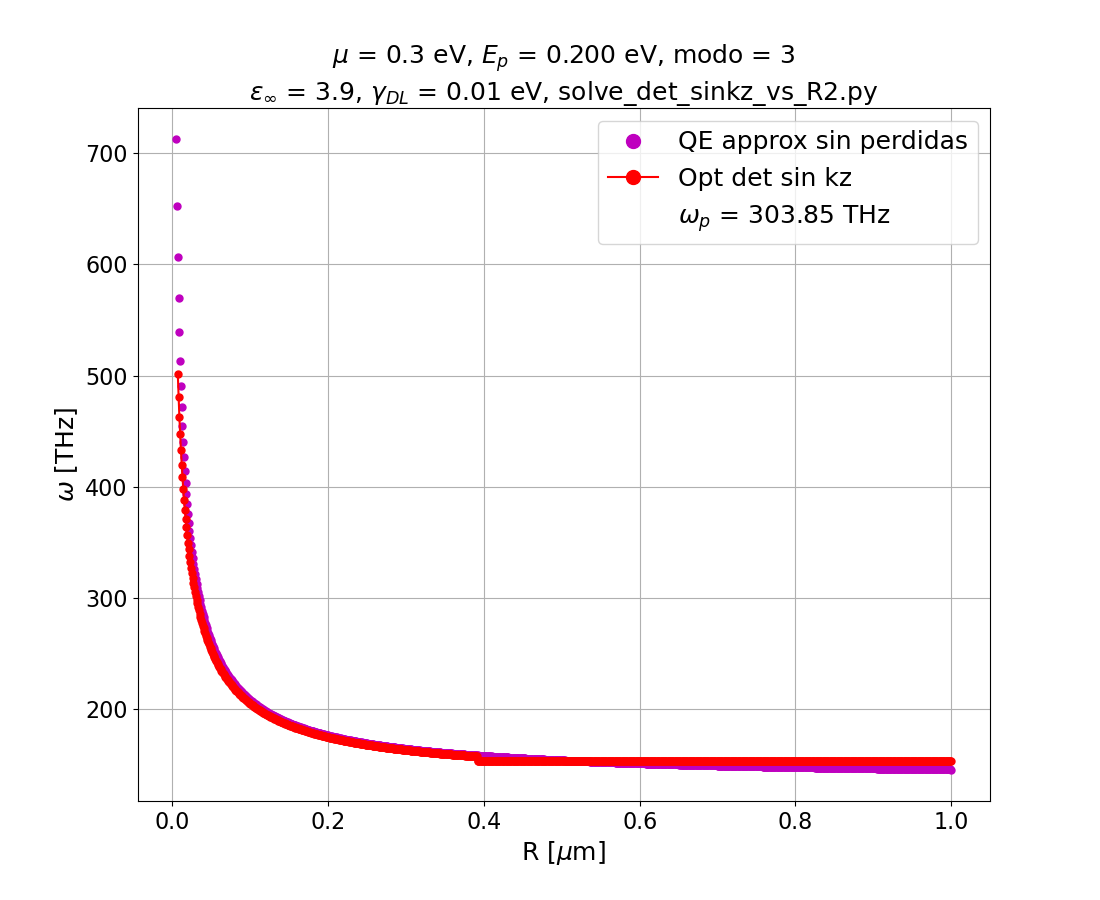 μ = 0.3 eV, E_p = 0.200 eV, modo = 3
ε_∞ = 3.9, γ_DL = 0.01 eV, solve_det_sinkz_vs_R2.py
QE approx sin perdidas
Opt det sin kz
ω_p = 303.85 THz
ω [THz]
700
600
500
400
300
200
0.0 0.2 0.4 0.6 0.8 1.0
R [μm]